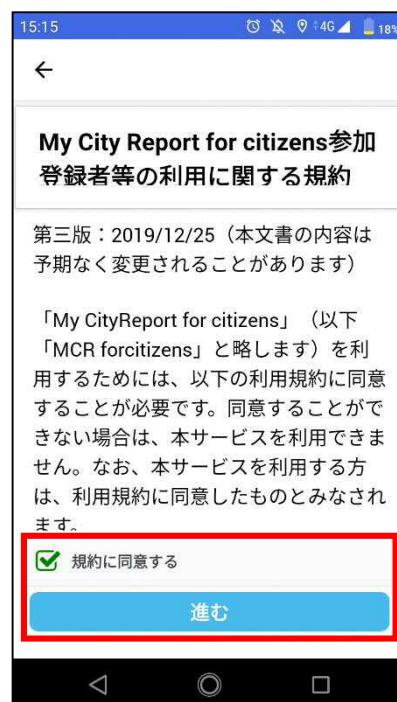 15:15 4G 18%
My City Report for citizens参加
登録者等の利用に関する規約
第三版：2019/12/25（本文書の内容は
予期なく変更されることがあります）
「My CityReport for citizens」（以下
「MCR forcitizens」と略します）を利
用するためには、以下の利用規約に同意
することが必要です。同意することがで
きない場合は、本サービスを利用できま
せん。なお、本サービスを利用する方
は、利用規約に同意したものとみなされ
ます。
規約に同意する
進む